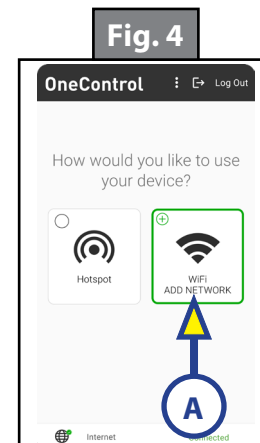 Fig. 4
OneControl Log Out
How would you like to use
your device?
Hotspot
WiFi
ADD NETWORK
A
Internet Connected